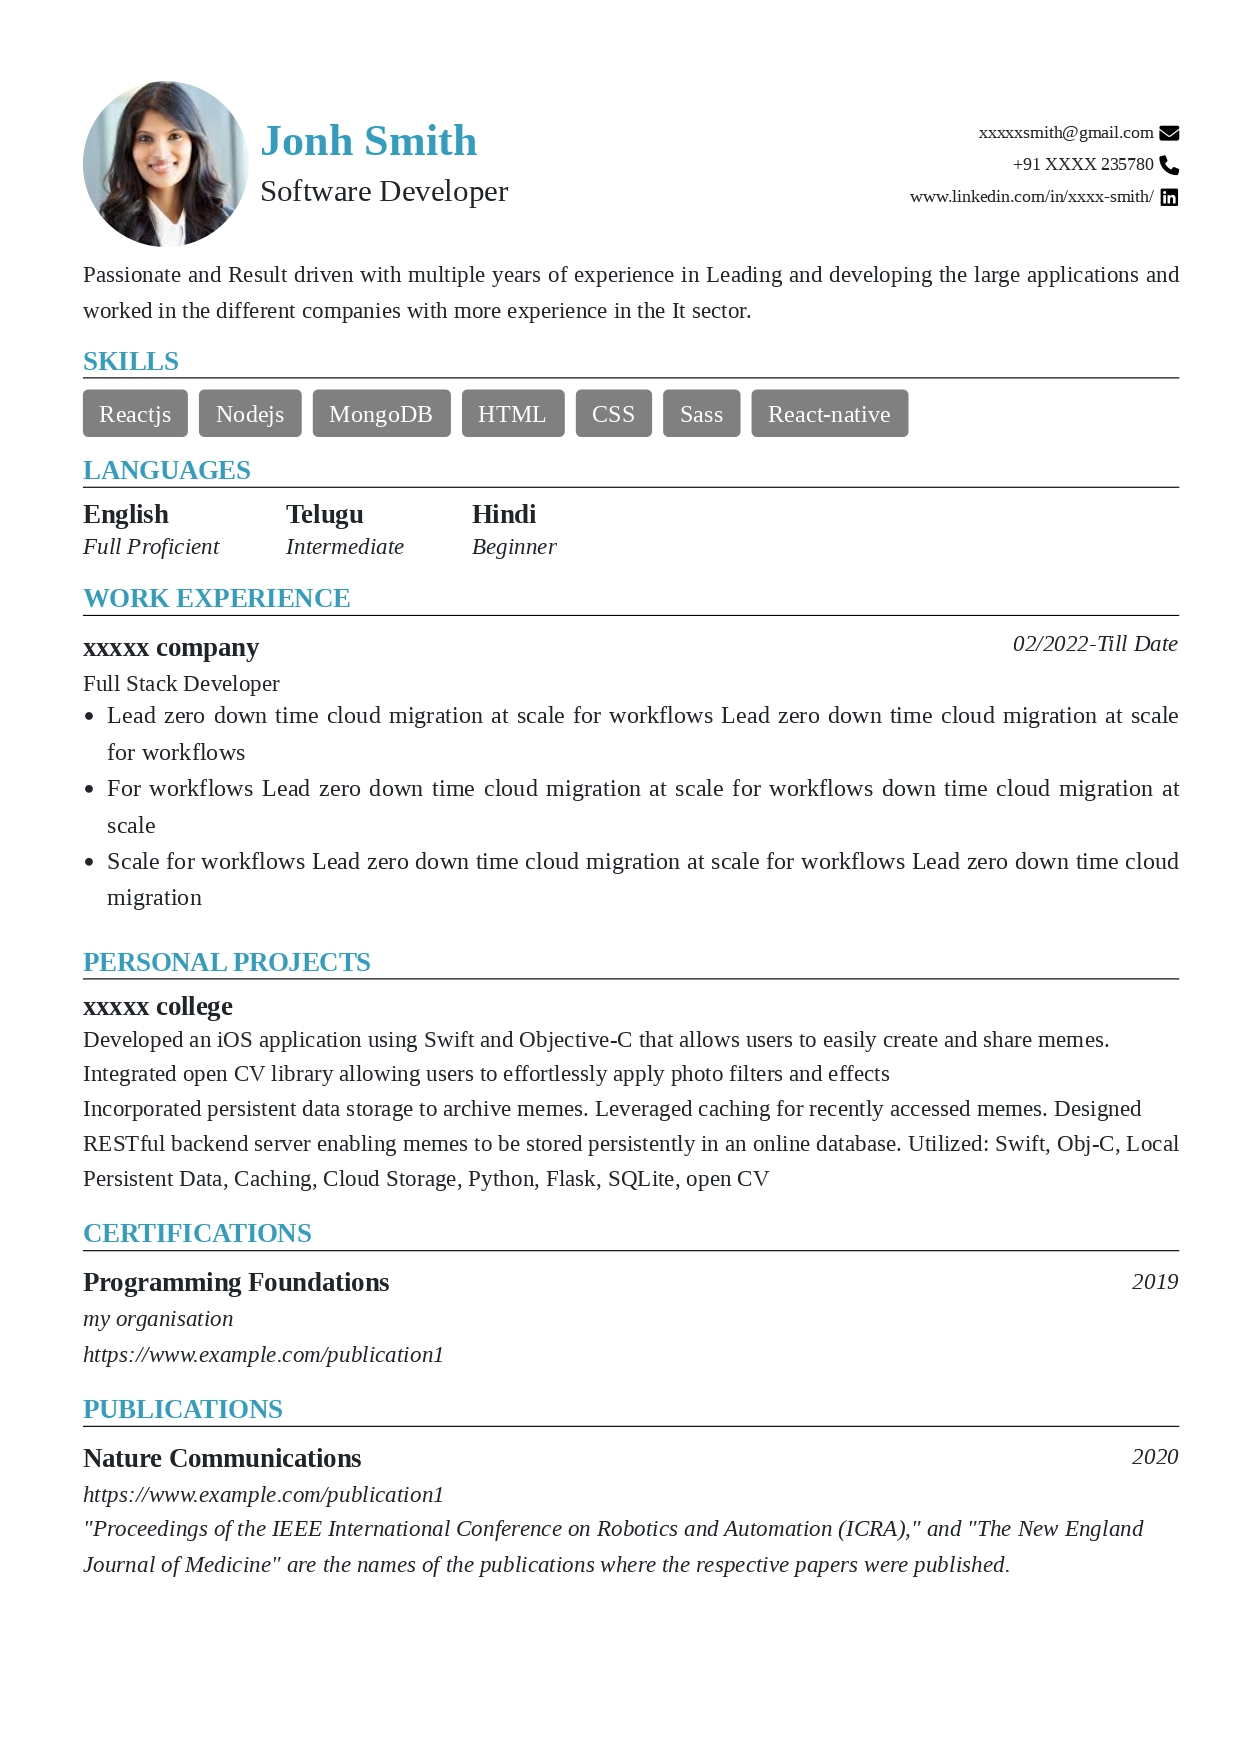 Jonh Smith
Software Developer
xxxxxsmith@gmail.com
+91 XXXX 235780
www.linkedin.com/in/xxxx-smith/
Passionate and Result driven with multiple years of experience in Leading and developing the large applications and
worked in the different companies with more experience in the It sector.
SKILLS
Reactjs Nodejs MongoDB HTML CSS Sass React-native
LANGUAGES
English Telugu Hindi
Full Proficient Intermediate Beginner
WORK EXPERIENCE
xxxxx company 02/2022-Till Date
Full Stack Developer
• Lead zero down time cloud migration at scale for workflows Lead zero down time cloud migration at scale
for workflows
• For workflows Lead zero down time cloud migration at scale for workflows down time cloud migration at
scale
• Scale for workflows Lead zero down time cloud migration at scale for workflows Lead zero down time cloud
migration
PERSONAL PROJECTS
xxxxx college
Developed an iOS application using Swift and Objective-C that allows users to easily create and share memes.
Integrated open CV library allowing users to effortlessly apply photo filters and effects
Incorporated persistent data storage to archive memes. Leveraged caching for recently accessed memes. Designed
RESTful backend server enabling memes to be stored persistently in an online database. Utilized: Swift, Obj-C, Local
Persistent Data, Caching, Cloud Storage, Python, Flask, SQLite, open CV
CERTIFICATIONS
Programming Foundations 2019
my organisation
https://www.example.com/publication1
PUBLICATIONS
Nature Communications 2020
https://www.example.com/publication1
"Proceedings of the IEEE International Conference on Robotics and Automation (ICRA)," and "The New England
Journal of Medicine" are the names of the publications where the respective papers were published.